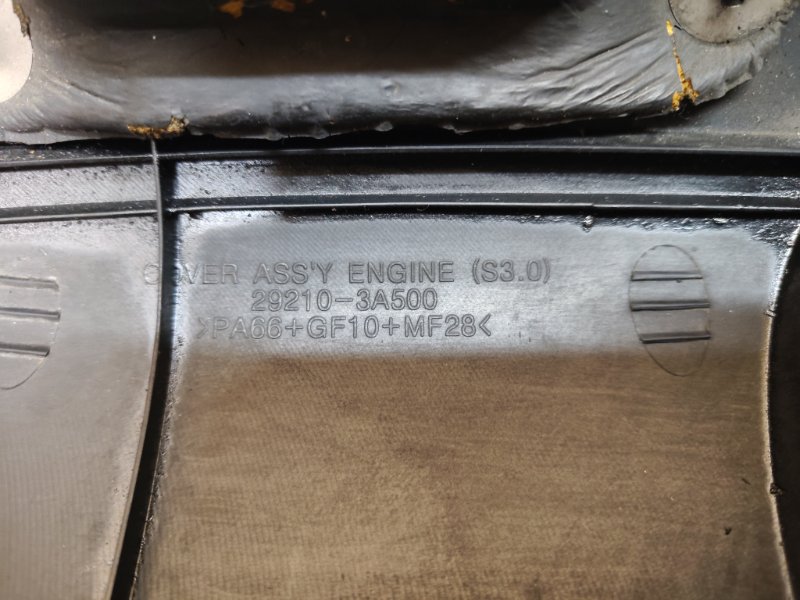 COVER ASS'Y ENGINE (S3.0)
29210-3A500
>PA66+GF10+MF28<